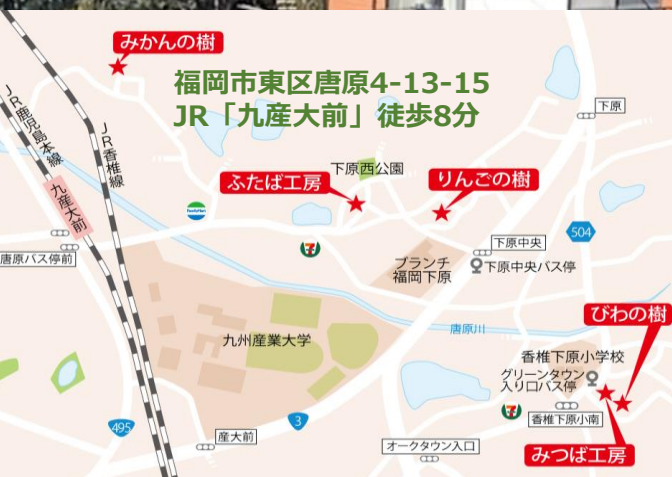 みかんの樹
福岡市東区唐原4-13-15
JR「九産大前」徒歩8分
JR鹿児島本線
JR香椎線
九産大前
下原
下原西公園
ふたば工房
りんごの樹
FamilyMart
504
唐原バス停前
7
下原中央
ブランチ
福岡下原
下原中央バス停
びわの樹
唐原川
九州産業大学
香椎下原小学校
グリーンタウン
入り口バス停
7
香椎下原小南
495
3
産大前
オークタウン入口
みつば工房